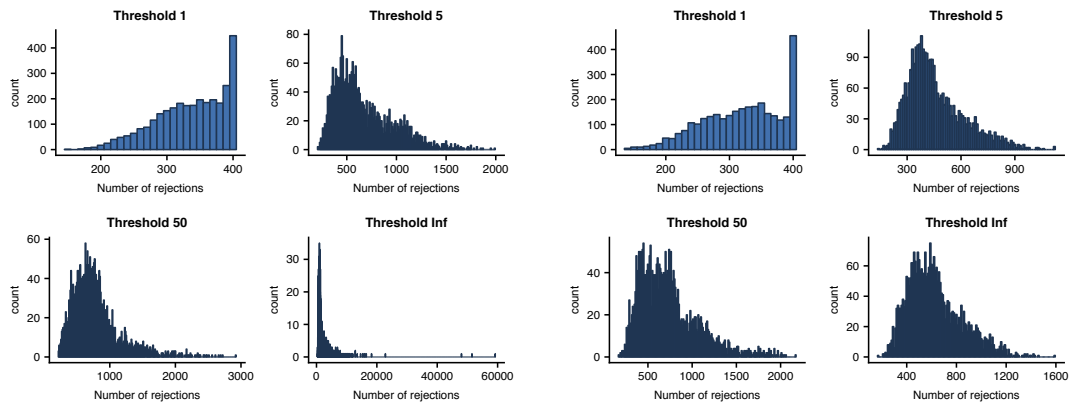 Threshold 1
Threshold 5
Threshold 1
Threshold 5
count
400
300
200
100
0
200
300
400
Number of rejections
count
80
60
40
20
0
500
1000
1500
2000
Number of rejections
count
400
300
200
100
0
200
300
400
Number of rejections
count
90
60
30
0
300
600
900
Number of rejections
Threshold 50
Threshold Inf
Threshold 50
Threshold Inf
count
60
40
20
0
1000
2000
3000
Number of rejections
count
30
20
10
0
0
20000
40000
60000
Number of rejections
count
40
20
0
500
1000
1500
2000
Number of rejections
count
60
40
20
0
400
800
1200
1600
Number of rejections